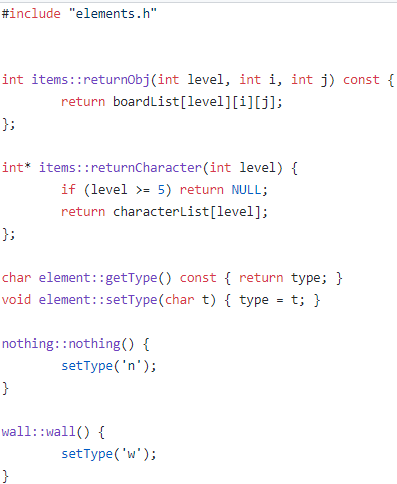 #include "elements.h"
int items::returnObj(int level, int i, int j) const {
return boardList[level][i][j];
};
int* items::returnCharacter(int level) {
if (level >= 5) return NULL;
return characterList[level];
};
char element::getType() const { return type; }
void element::setType(char t) { type = t; }
nothing::nothing() {
setType('n');
}
wall::wall() {
setType('w');
}